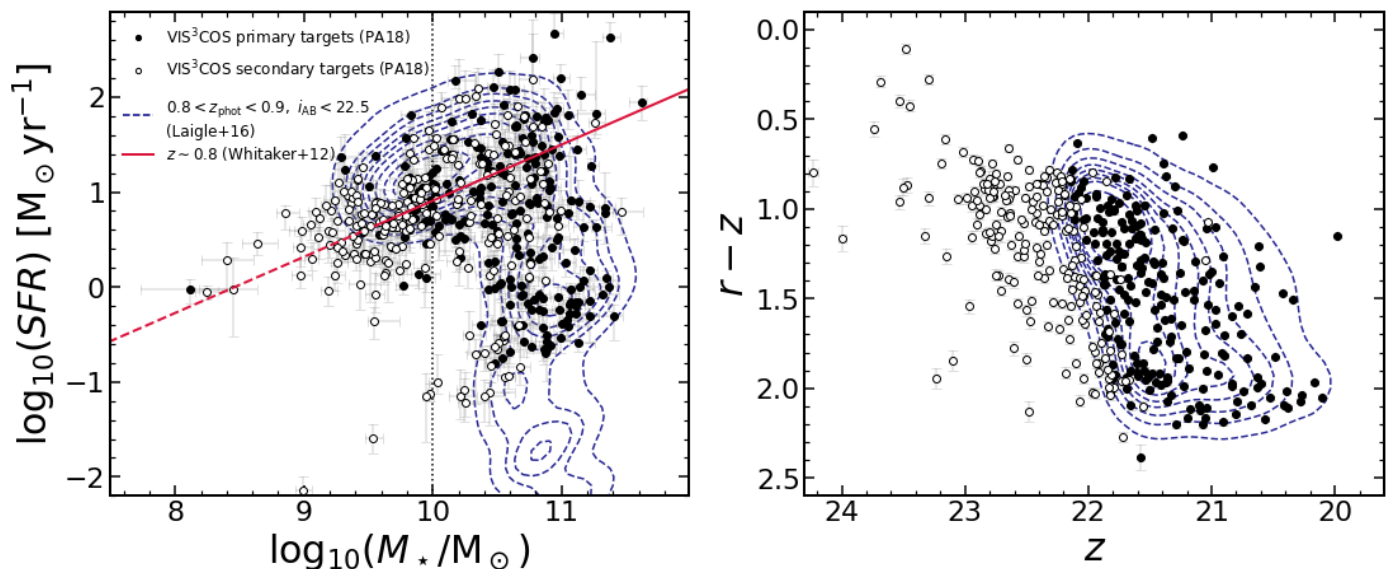 VIS³COS primary targets (PA18)
VIS³COS secondary targets (PA18)
0.8 < z_phot < 0.9, i_AB < 22.5
(Laigle+16)
z ~ 0.8 (Whitaker+12)
log₁₀(SFR) [M⊙ yr⁻¹]
2
1
0
−1
−2
8 9 10 11
log₁₀(M⋆/M⊙)
r − z
0.0
0.5
1.0
1.5
2.0
2.5
24 23 22 21 20
z